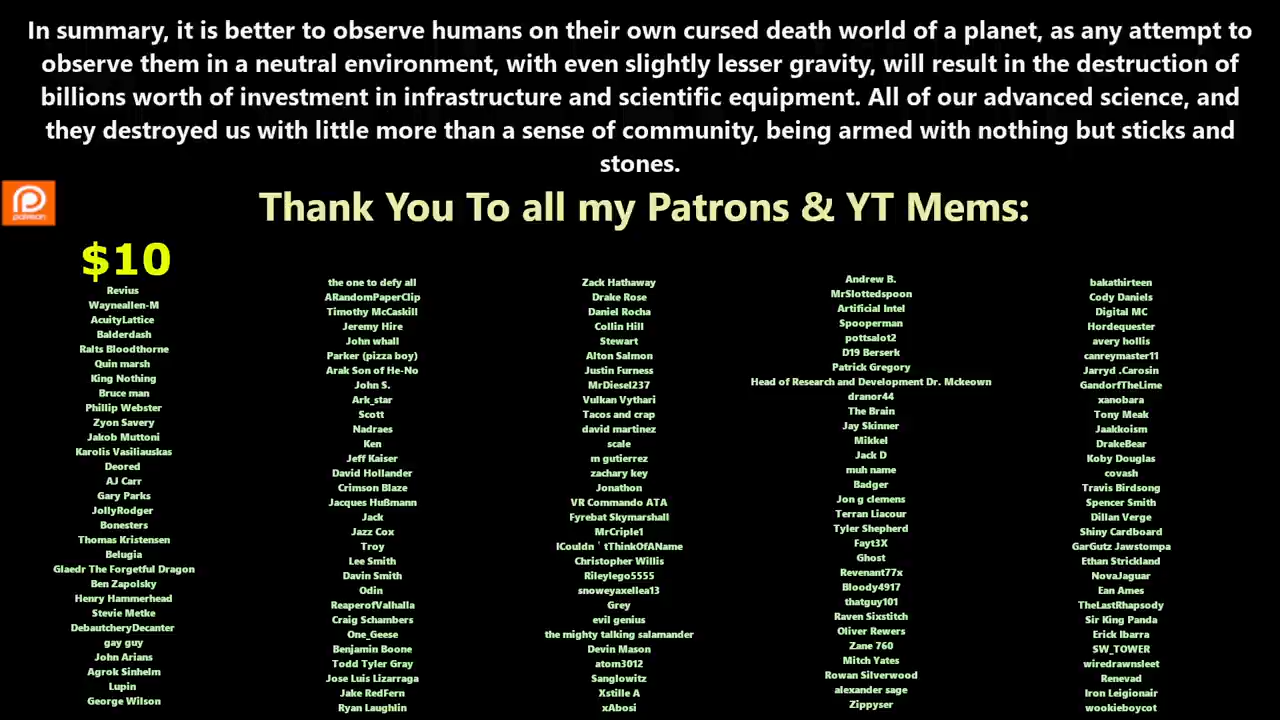 In summary, it is better to observe humans on their own cursed death world of a planet, as any attempt to
observe them in a neutral environment, with even slightly lesser gravity, will result in the destruction of
billions worth of investment in infrastructure and scientific equipment. All of our advanced science, and
they destroyed us with little more than a sense of community, being armed with nothing but sticks and
stones.
patreon
Thank You To all my Patrons & YT Mems:
$10
Revius
Wayneallen-M
AcuityLattice
Balderdash
Ralts Bloodthorne
Quin marsh
King Nothing
Bruce man
Phillip Webster
Zyon Savery
Jakob Muttoni
Karolis Vasiliauskas
Deored
AJ Carr
Gary Parks
JollyRodger
Bonesters
Thomas Kristensen
Belugia
Glaedr The Forgetful Dragon
Ben Zapolsky
Henry Hammerhead
Stevie Metke
DebautcheryDecanter
gay guy
John Arians
Agrok Sinhelm
Lupin
George Wilson
the one to defy all
ARandomPaperClip
Timothy McCaskill
Jeremy Hire
John whall
Parker (pizza boy)
Arak Son of He-No
John S.
Ark_star
Scott
Nadraes
Ken
Jeff Kaiser
David Hollander
Crimson Blaze
Jacques Hußmann
Jack
Jazz Cox
Troy
Lee Smith
Davin Smith
Odin
ReaperofValhalla
Craig Schambers
One_Geese
Benjamin Boone
Todd Tyler Gray
Jose Luis Lizarraga
Jake RedFern
Ryan Laughlin
Zack Hathaway
Drake Rose
Daniel Rocha
Collin Hill
Stewart
Alton Salmon
Justin Furness
MrDiesel237
Vulkan Vythari
Tacos and crap
david martinez
scale
m gutierrez
zachary key
Jonathon
VR Commando ATA
Fyrebat Skymarshall
MrCriple1
ICouldn＇tThinkOfAName
Christopher Willis
Rileylego5555
snoweyaxellea13
Grey
evil genius
the mighty talking salamander
Devin Mason
atom3012
Sanglowitz
Xstille A
xAbosi
Andrew B.
MrSlottedspoon
Artificial Intel
Spooperman
pottsalot2
D19 Berserk
Patrick Gregory
Head of Research and Development Dr. Mckeown
dranor44
The Brain
Jay Skinner
Mikkel
Jack D
muh name
Badger
Jon g clemens
Terran Liacour
Tyler Shepherd
Fayt3X
Ghost
Revenant77x
Bloody4917
thatguy101
Raven Sixstitch
Oliver Rewers
Zane 760
Mitch Yates
Rowan Silverwood
alexander sage
Zippyser
bakathirteen
Cody Daniels
Digital MC
Hordequester
avery hollis
canreymaster11
Jarryd .Carosin
GandorfTheLime
xanobara
Tony Meak
Jaakkoism
DrakeBear
Koby Douglas
covash
Travis Birdsong
Spencer Smith
Dillan Verge
Shiny Cardboard
GarGutz Jawstompa
Ethan Strickland
NovaJaguar
Ean Ames
TheLastRhapsody
Sir King Panda
Erick Ibarra
SW_TOWER
wiredrawnsleet
Renevad
Iron Leigionair
wookieboycot